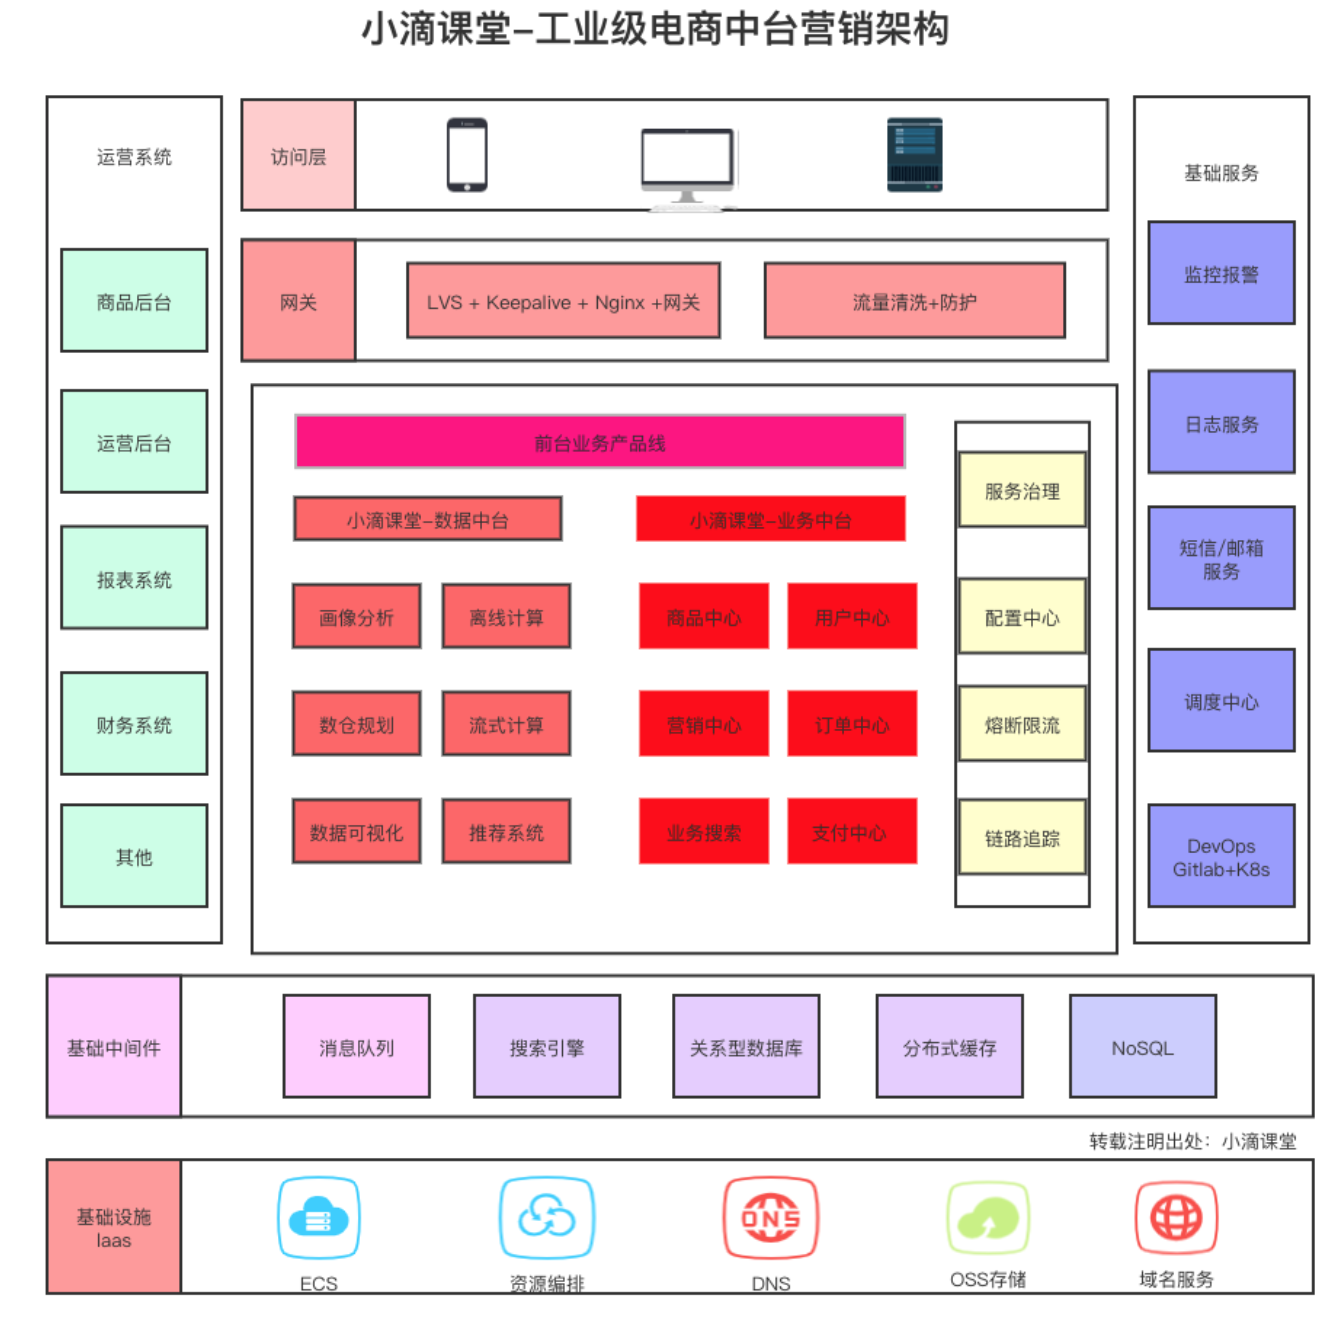 小滴课堂-工业级电商中台营销架构
运营系统
商品后台
运营后台
报表系统
财务系统
其他
访问层
网关
LVS + Keepalive + Nginx +网关
流量清洗+防护
前台业务产品线
小滴课堂-数据中台
小滴课堂-业务中台
画像分析
离线计算
商品中心
用户中心
数仓规划
流式计算
营销中心
订单中心
数据可视化
推荐系统
业务搜索
支付中心
服务治理
配置中心
熔断限流
链路追踪
基础服务
监控报警
日志服务
短信/邮箱
服务
调度中心
DevOps
Gitlab+K8s
基础中间件
消息队列
搜索引擎
关系型数据库
分布式缓存
NoSQL
转载注明出处：小滴课堂
基础设施
Iaas
DNS
ECS
资源编排
DNS
OSS存储
域名服务